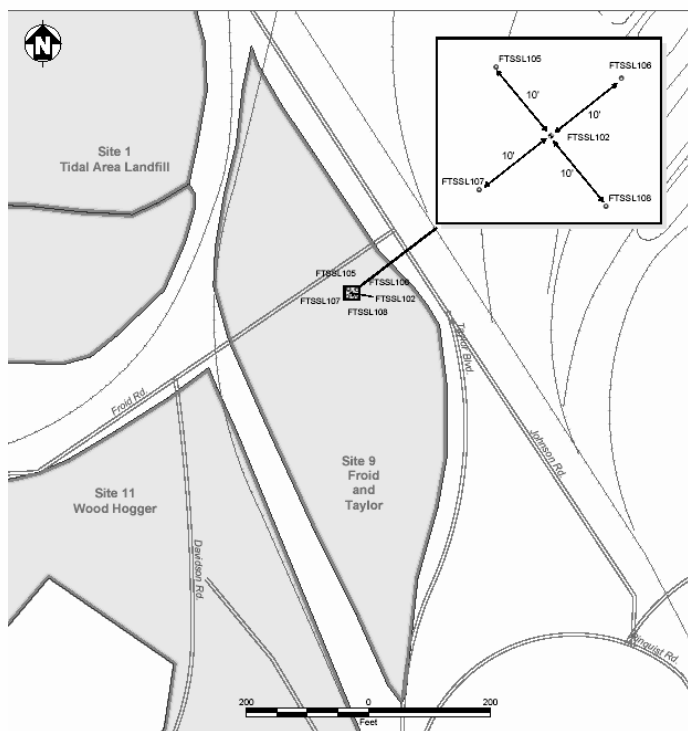 N
FTSSL105
FTSSL106
10'
10'
FTSSL102
10'
10'
FTSSL107
FTSSL108
Site 1
Tidal Area Landfill
FTSSL105
FTSSL106
FTSSL107
FTSSL102
FTSSL108
Taylor Blvd.
Froid Rd.
Johnson Rd.
Site 9
Froid
and
Taylor
Site 11
Wood Hogger
Davidson Rd.
200
0
200
Feet